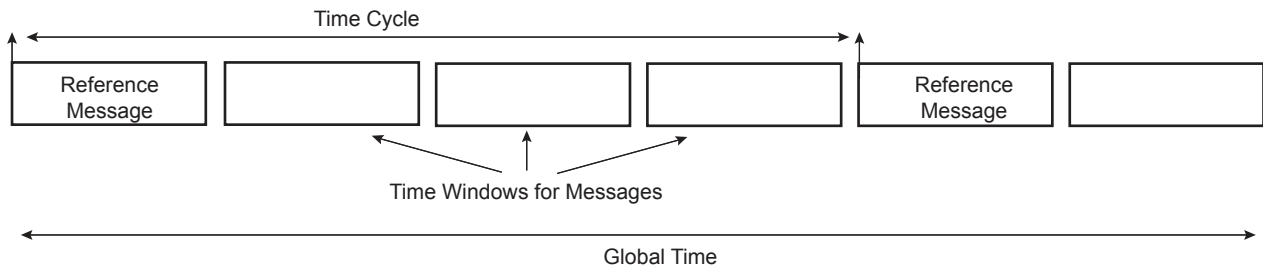 Time Cycle
Reference
Message
Reference
Message
Time Windows for Messages
Global Time